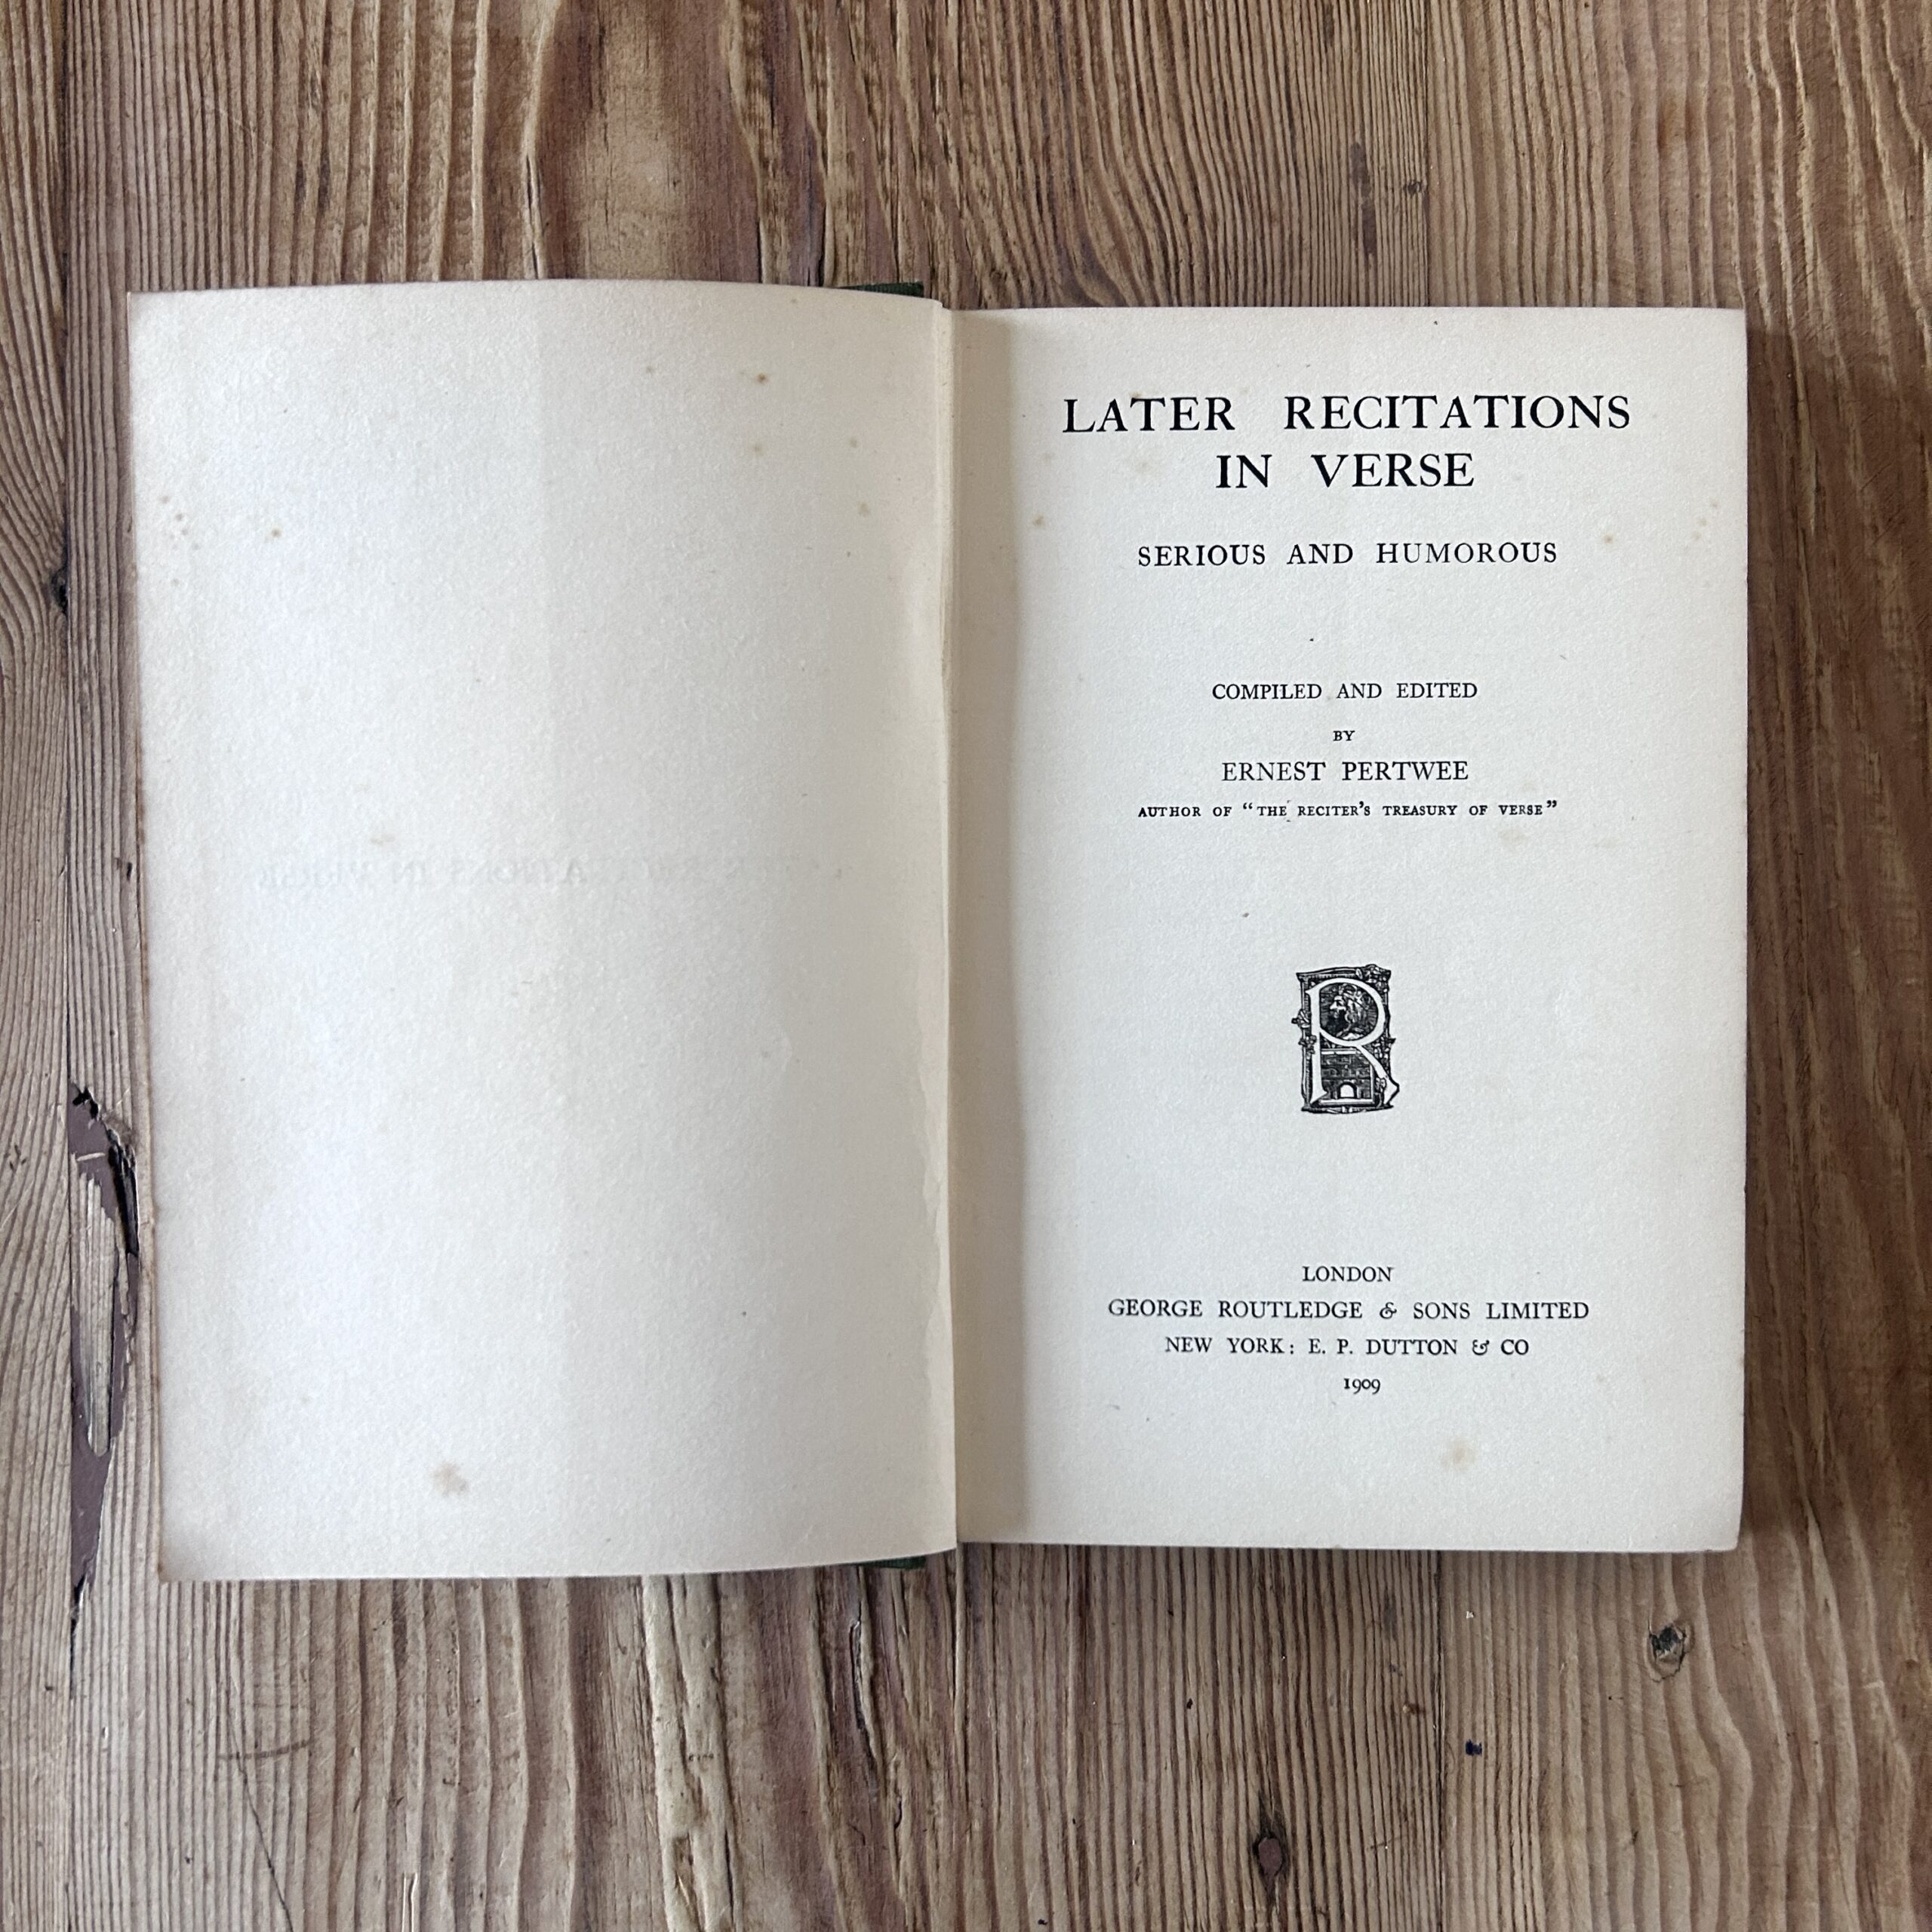 LATER RECITATIONS
IN VERSE
SERIOUS AND HUMOROUS
COMPILED AND EDITED
BY
ERNEST PERTWEE
AUTHOR OF “THE RECITER’S TREASURY OF VERSE”
R
LONDON
GEORGE ROUTLEDGE & SONS LIMITED
NEW YORK: E. P. DUTTON & CO
1909